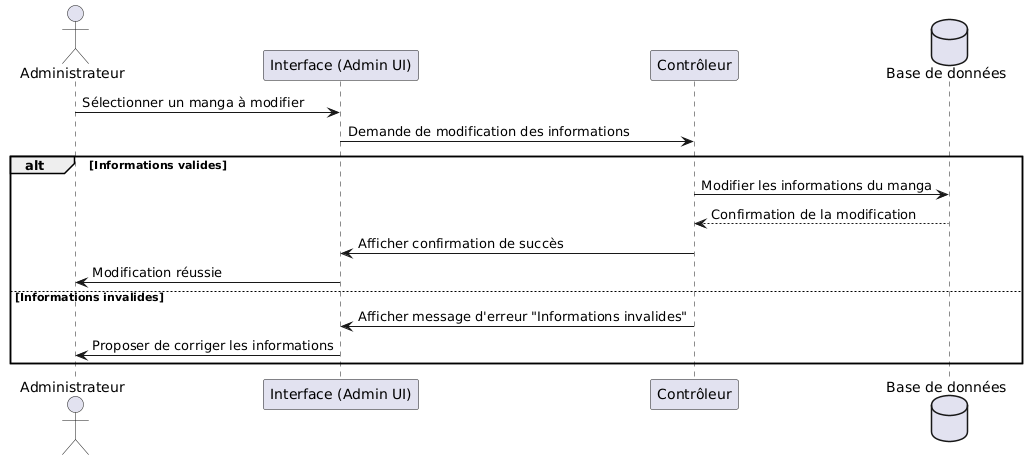 Administrateur
Interface (Admin UI)
Contrôleur
Base de données
Sélectionner un manga à modifier
Demande de modification des informations
alt
[Informations valides]
Modifier les informations du manga
Confirmation de la modification
Afficher confirmation de succès
Modification réussie
[Informations invalides]
Afficher message d'erreur "Informations invalides"
Proposer de corriger les informations
Administrateur
Interface (Admin UI)
Contrôleur
Base de données